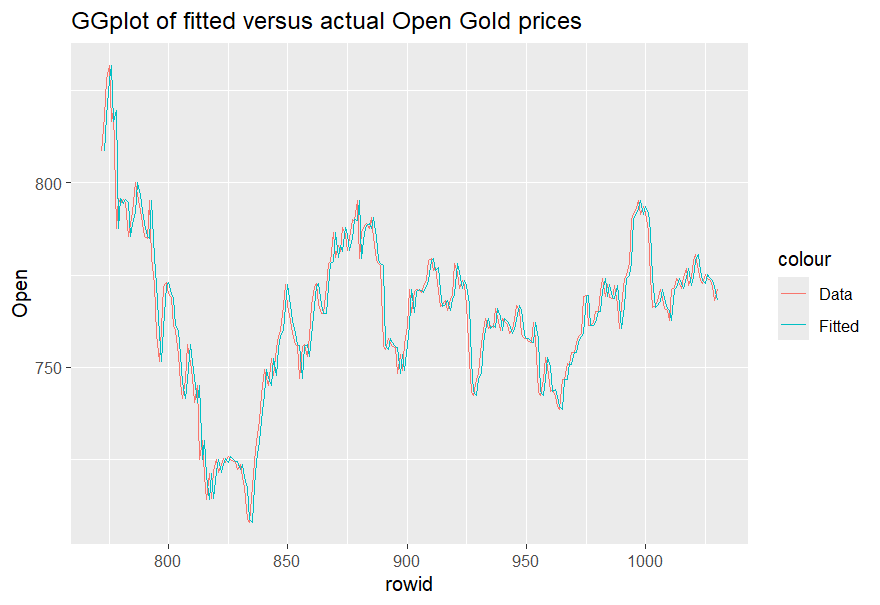 GGplot of fitted versus actual Open Gold prices
800
750
Open
800
850
900
950
1000
rowid
colour
Data
Fitted